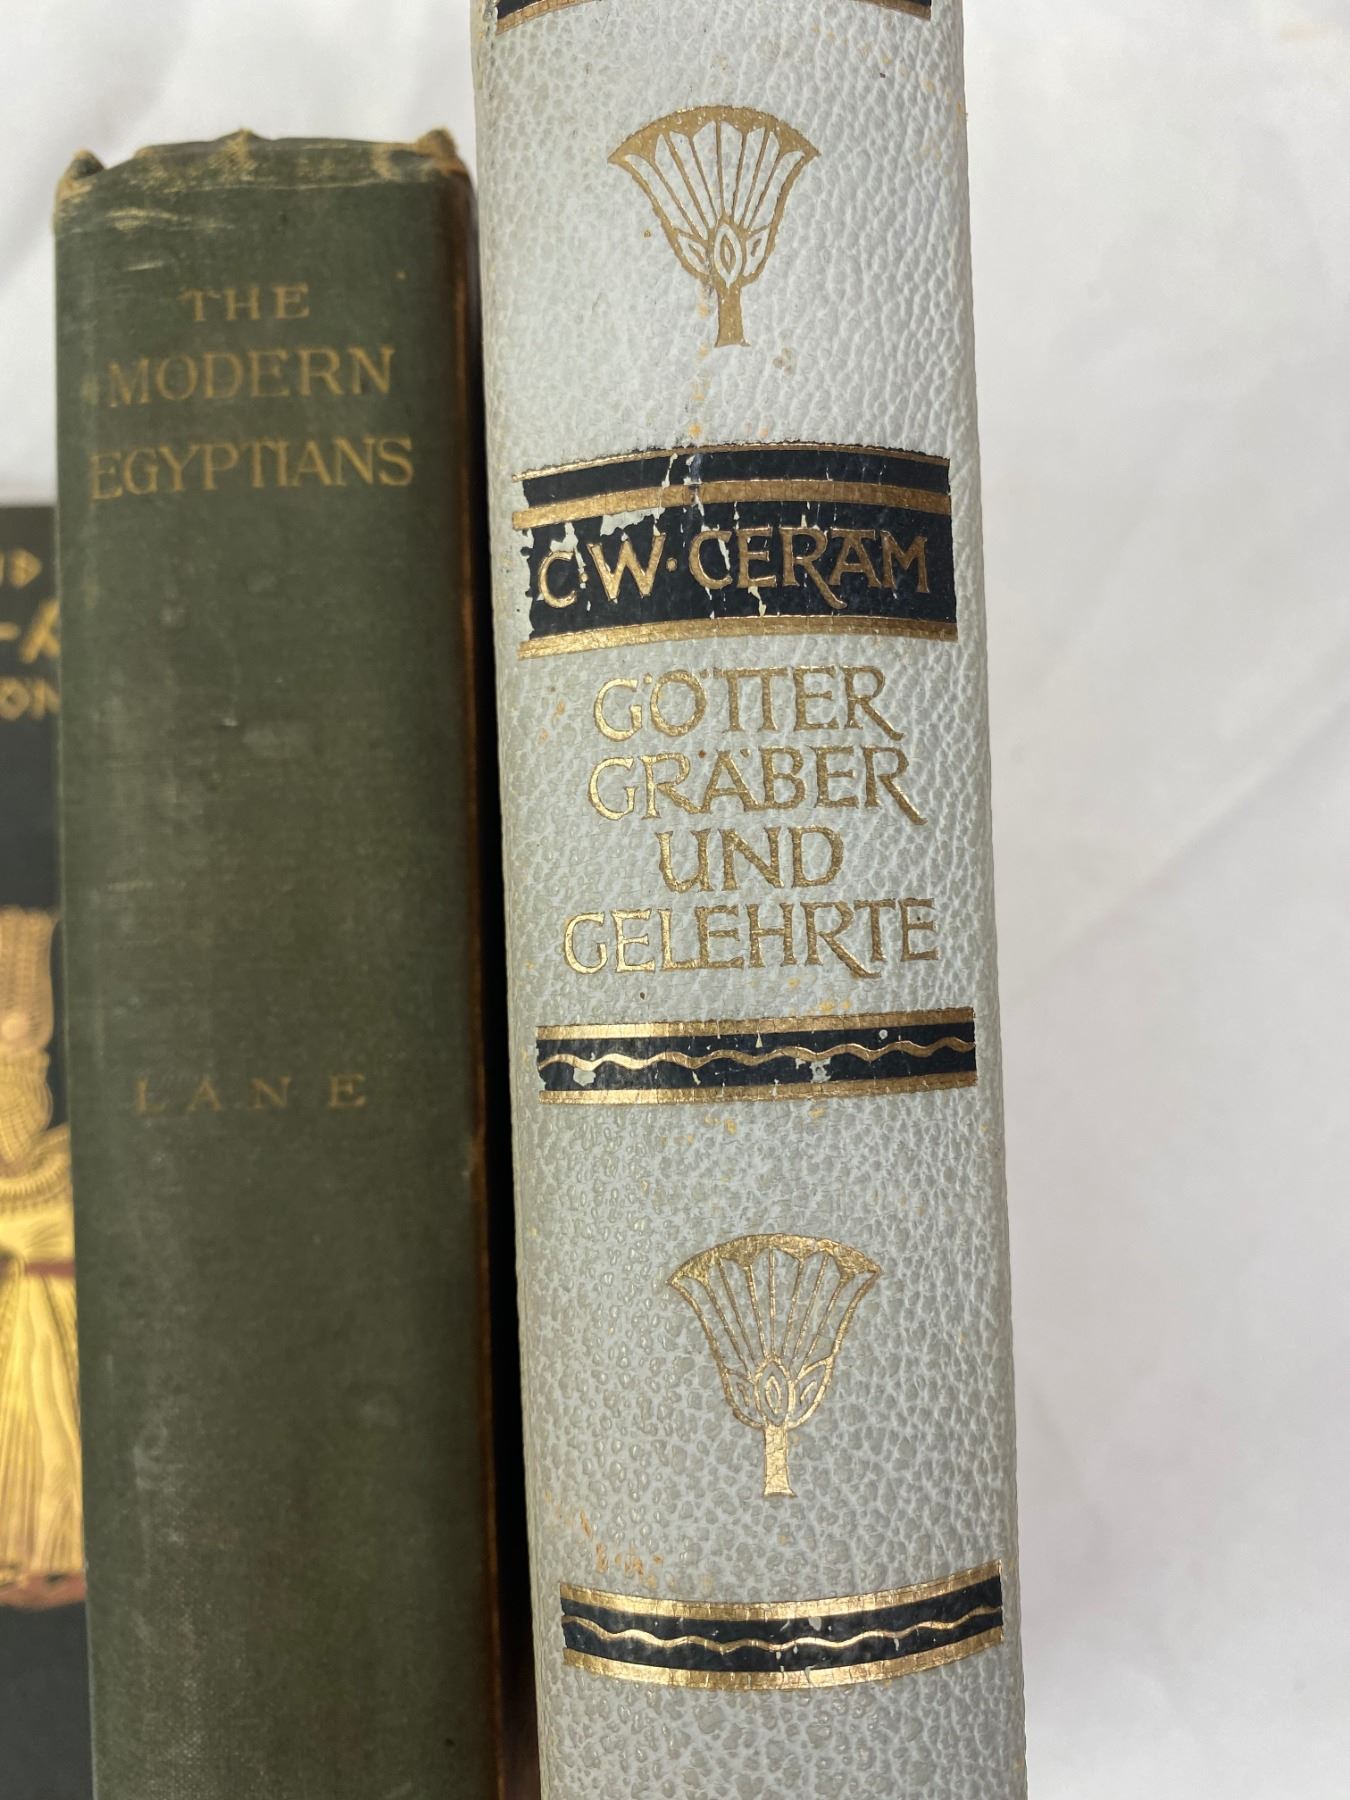 THE
MODERN
EGYPTIANS
LANE
C·W·CERAM
GÖTTER
GRÄBER
UND
GELEHRTE